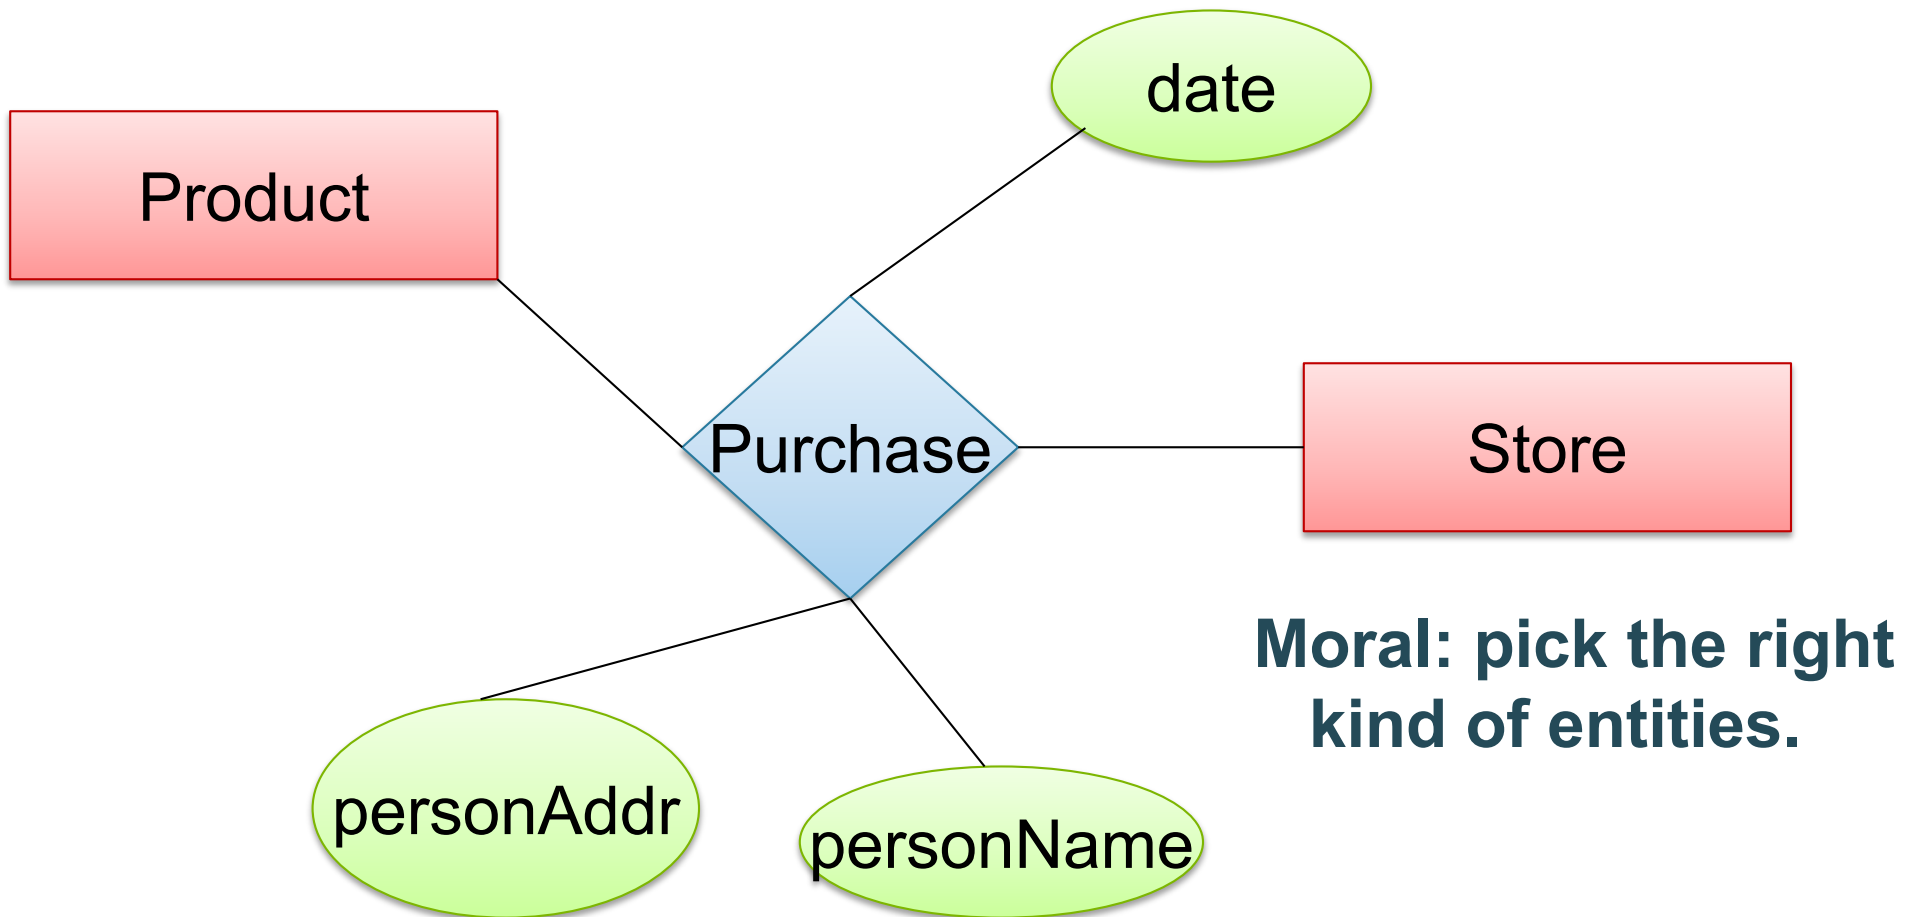 date
Product
Purchase
Store
Moral: pick the right
kind of entities.
personAddr
personName